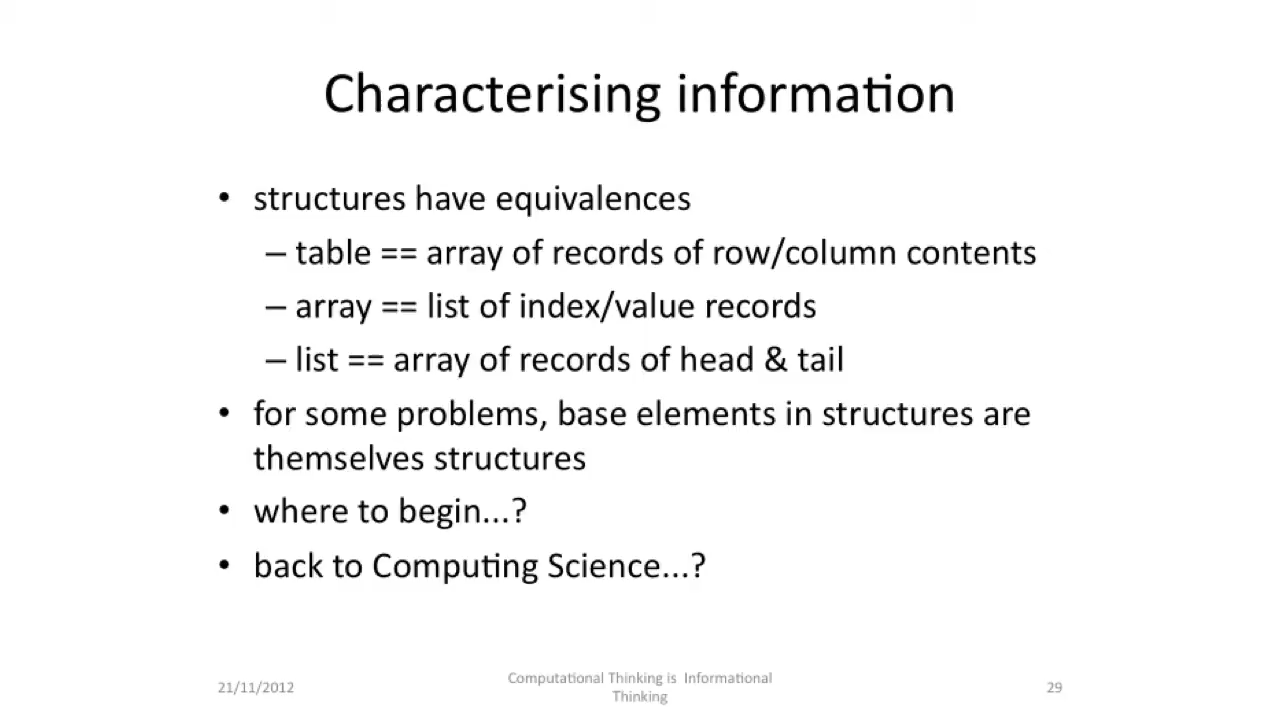 Characterising information
• structures have equivalences
– table == array of records of row/column contents
– array == list of index/value records
– list == array of records of head & tail
• for some problems, base elements in structures are
themselves structures
• where to begin...?
• back to Computing Science...?
21/11/2012
Computational Thinking is Informational
Thinking
29